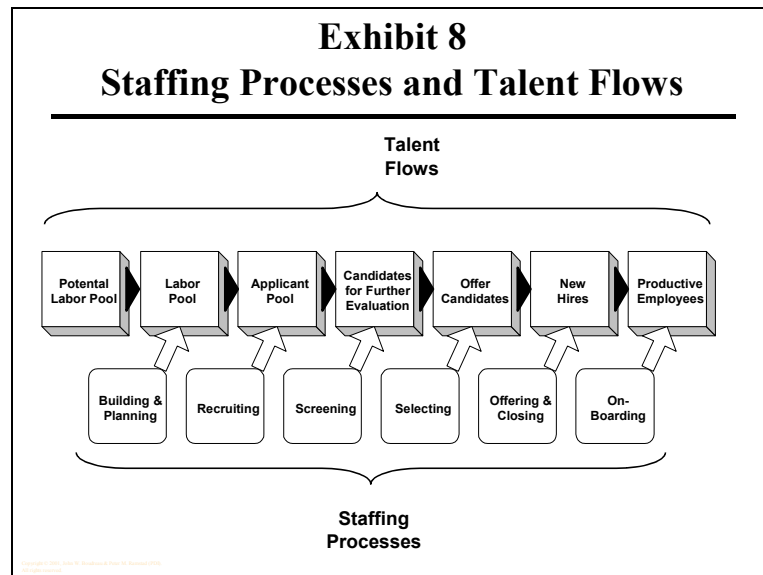 Exhibit 8
Staffing Processes and Talent Flows
Talent
Flows
Potental
Labor Pool
Labor
Pool
Applicant
Pool
Candidates
for Further
Evaluation
Offer
Candidates
New
Hires
Productive
Employees
Building &
Planning
Recruiting
Screening
Selecting
Offering &
Closing
On-
Boarding
Staffing
Processes